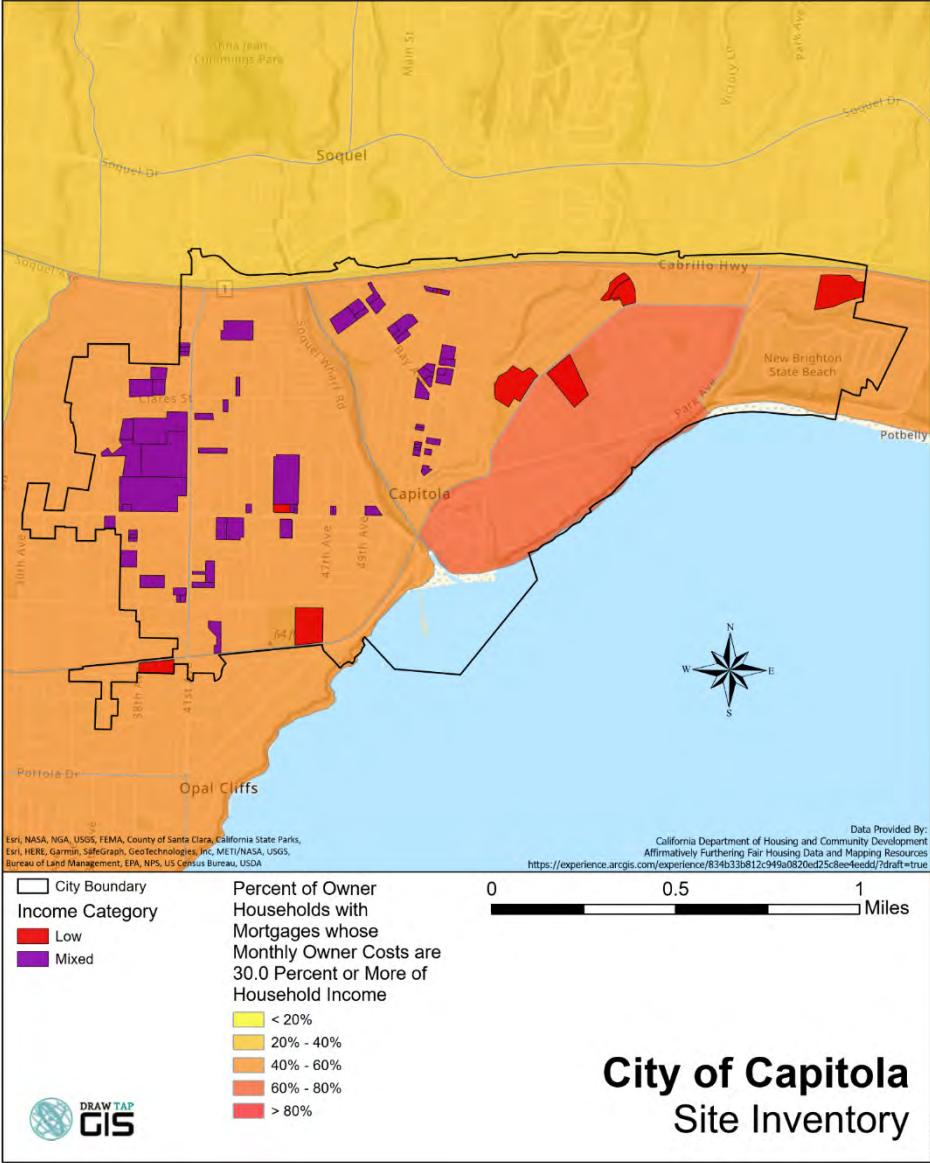 Anna Jean
Cummings Park
Main St
Victory Ln
Park Ave
Soquel Dr
Soquel
Soquel Dr
Soquel Ave
Cabrillo Hwy
1
Soquel Wharf Rd
Bay A
New Brighton
State Beach
Clares St
Park Ave
Potbelly
Capitola
30th Ave
47th Ave
49th Ave
38th A
41st
Portola Dr
Opal Cliffs
N
W
E
S
Esri, NASA, NGA, USGS, FEMA, County of Santa Clara, California State Parks,
Esri, HERE, Garmin, SafeGraph, GeoTechnologies, Inc, METI/NASA, USGS,
Bureau of Land Management, EPA, NPS, US Census Bureau, USDA
Data Provided By:
California Department of Housing and Community Development
Affirmatively Furthering Fair Housing Data and Mapping Resources
https://experience.arcgis.com/experience/834b33b812c949a0820ed25c8ee4eedd/?draft=true
City Boundary
Income Category
Low
Mixed
Percent of Owner
Households with
Mortgages whose
Monthly Owner Costs are
30.0 Percent or More of
Household Income
< 20%
20% - 40%
40% - 60%
60% - 80%
> 80%
0 0.5 1
Miles
City of Capitola
Site Inventory
DRAW TAP
GIS